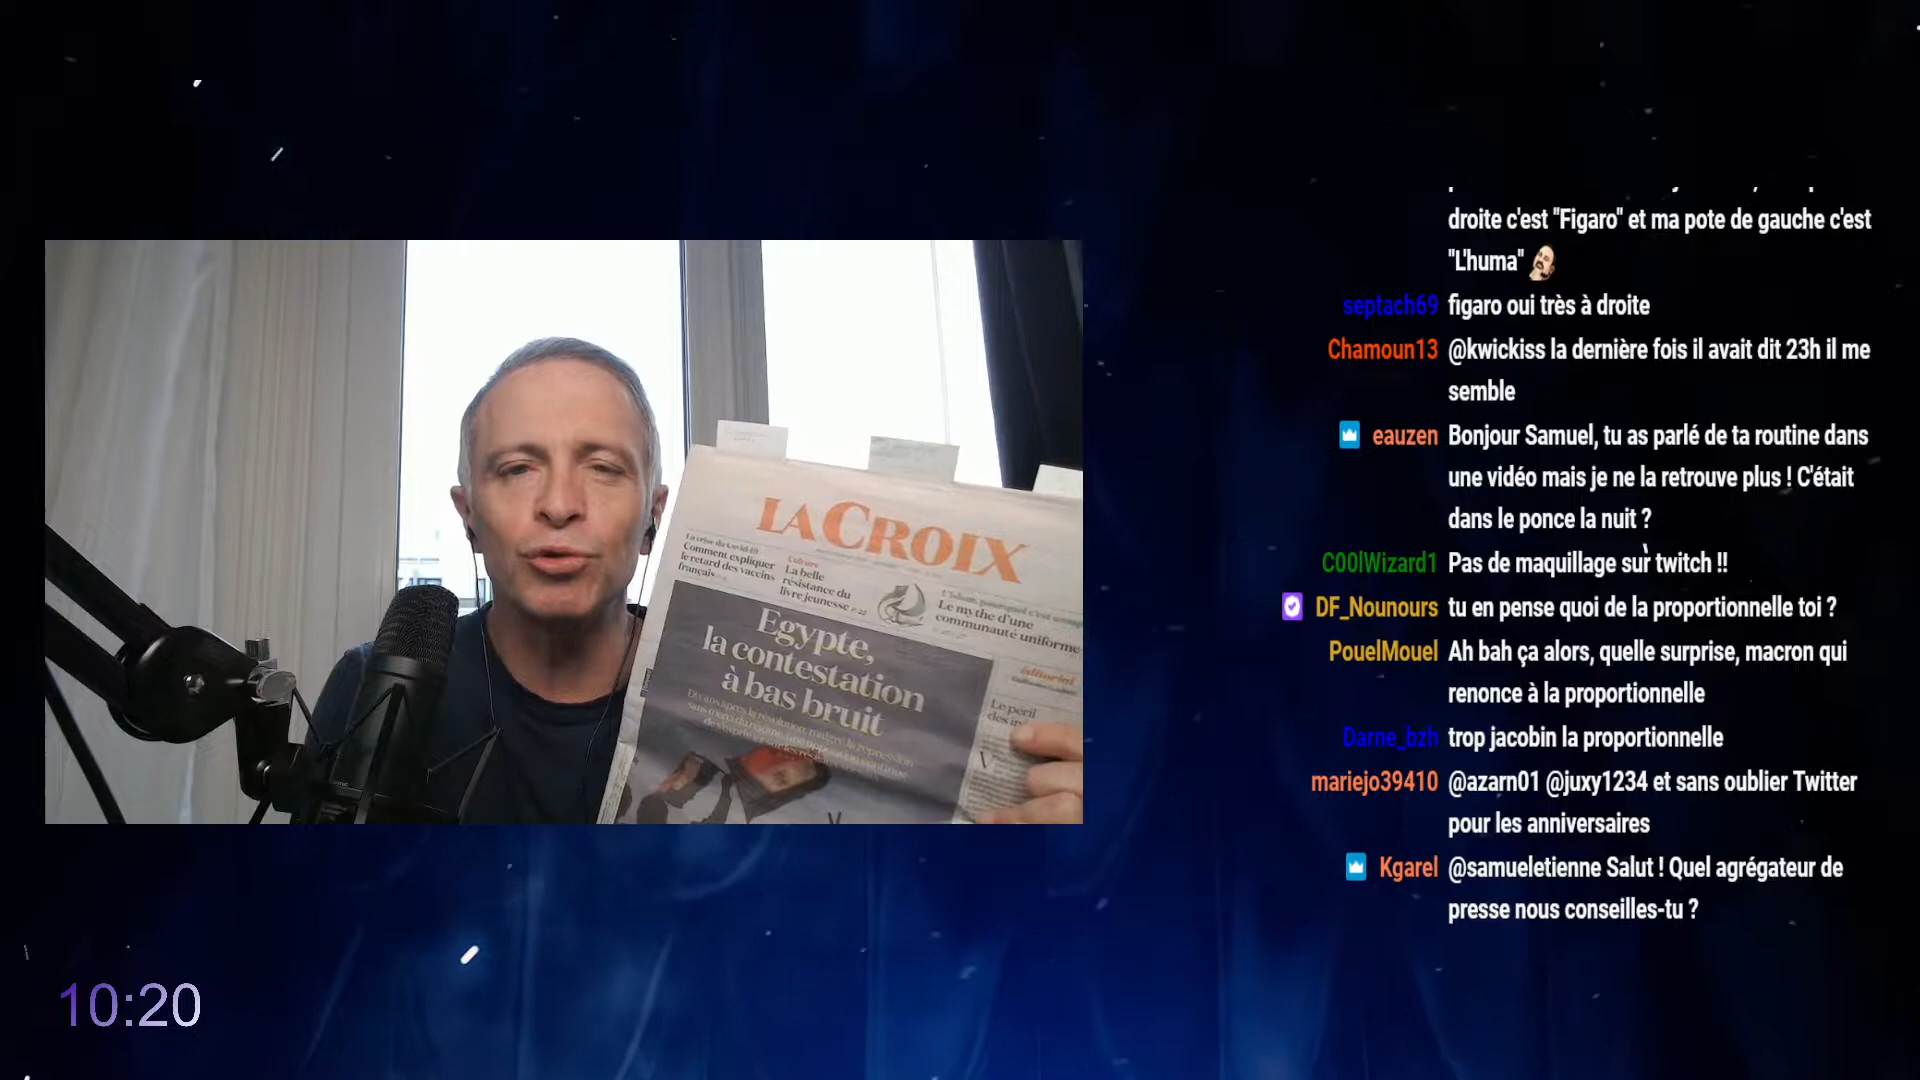 LA CROIX
La crise du Covid-19
Comment expliquer
le retard des vaccins
français
Culture
La belle
résistance du
livre jeunesse P. 22
Le mythe d'une
communauté uniforme
Egypte,
la contestation
à bas bruit
éditorial
Le péril
droite c'est "Figaro" et ma pote de gauche c'est
"L'huma"
septach69 figaro oui très à droite
Chamoun13 @kwickiss la dernière fois il avait dit 23h il me
semble
eauzen Bonjour Samuel, tu as parlé de ta routine dans
une vidéo mais je ne la retrouve plus ! C'était
dans le ponce la nuit ?
C00lWizard1 Pas de maquillage sur twitch !!
DF_Nounours tu en pense quoi de la proportionnelle toi ?
PouelMouel Ah bah ça alors, quelle surprise, macron qui
renonce à la proportionnelle
Darne_bzh trop jacobin la proportionnelle
mariejo39410 @azarn01 @juxy1234 et sans oublier Twitter
pour les anniversaires
Kgarel @samueletienne Salut ! Quel agrégateur de
presse nous conseilles-tu ?
10:20